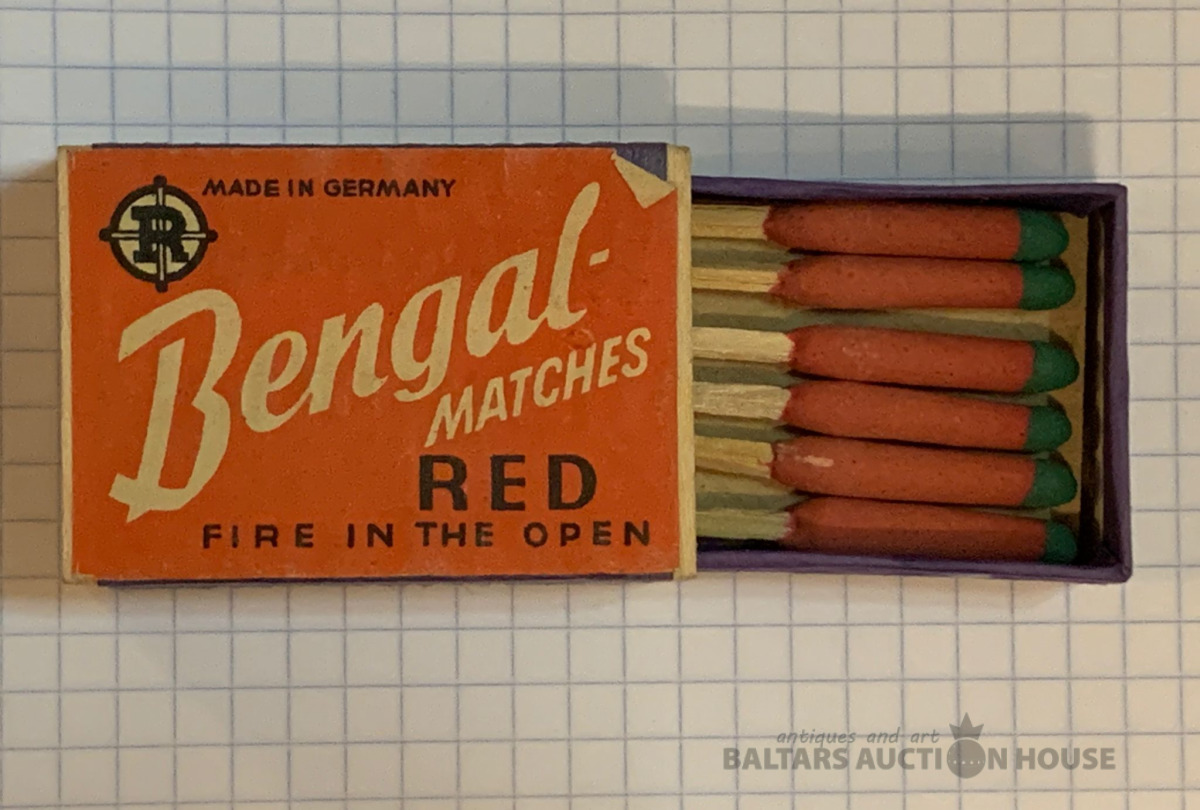 MADE IN GERMANY
R
Bengal-
MATCHES
RED
FIRE IN THE OPEN
antiques and art
BALTARS AUCTION HOUSE